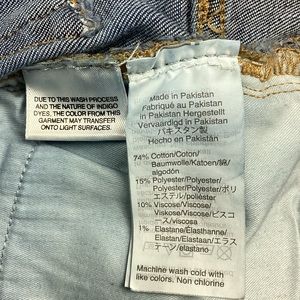 DUE TO THIS WASH PROCESS
AND THE NATURE OF INDIGO
DYES, THE COLOR FROM THIS
GARMENT MAY TRANSFER
ONTO LIGHT SURFACES.
Made in Pakistan
Fabriqué au Pakistan
In Pakistan Hergestellt
Vervaardigd in Pakistan
パキスタン製
Hecho en Pakistán
74% Cotton/Coton/
Baumwolle/Katoen/綿/
algodón
15% Polyester/Polyester/
Polyester/Polyester/ポリ
エステル/poliéster
10% Viscose/Viscose/
Viskose/Viscose/ビスコ
ース/viscosa
1% Elastane/Élasthanne/
Elastan/Elastaan/エラス
テーン/elastano
Machine wash cold with
like colors. Non chlorine